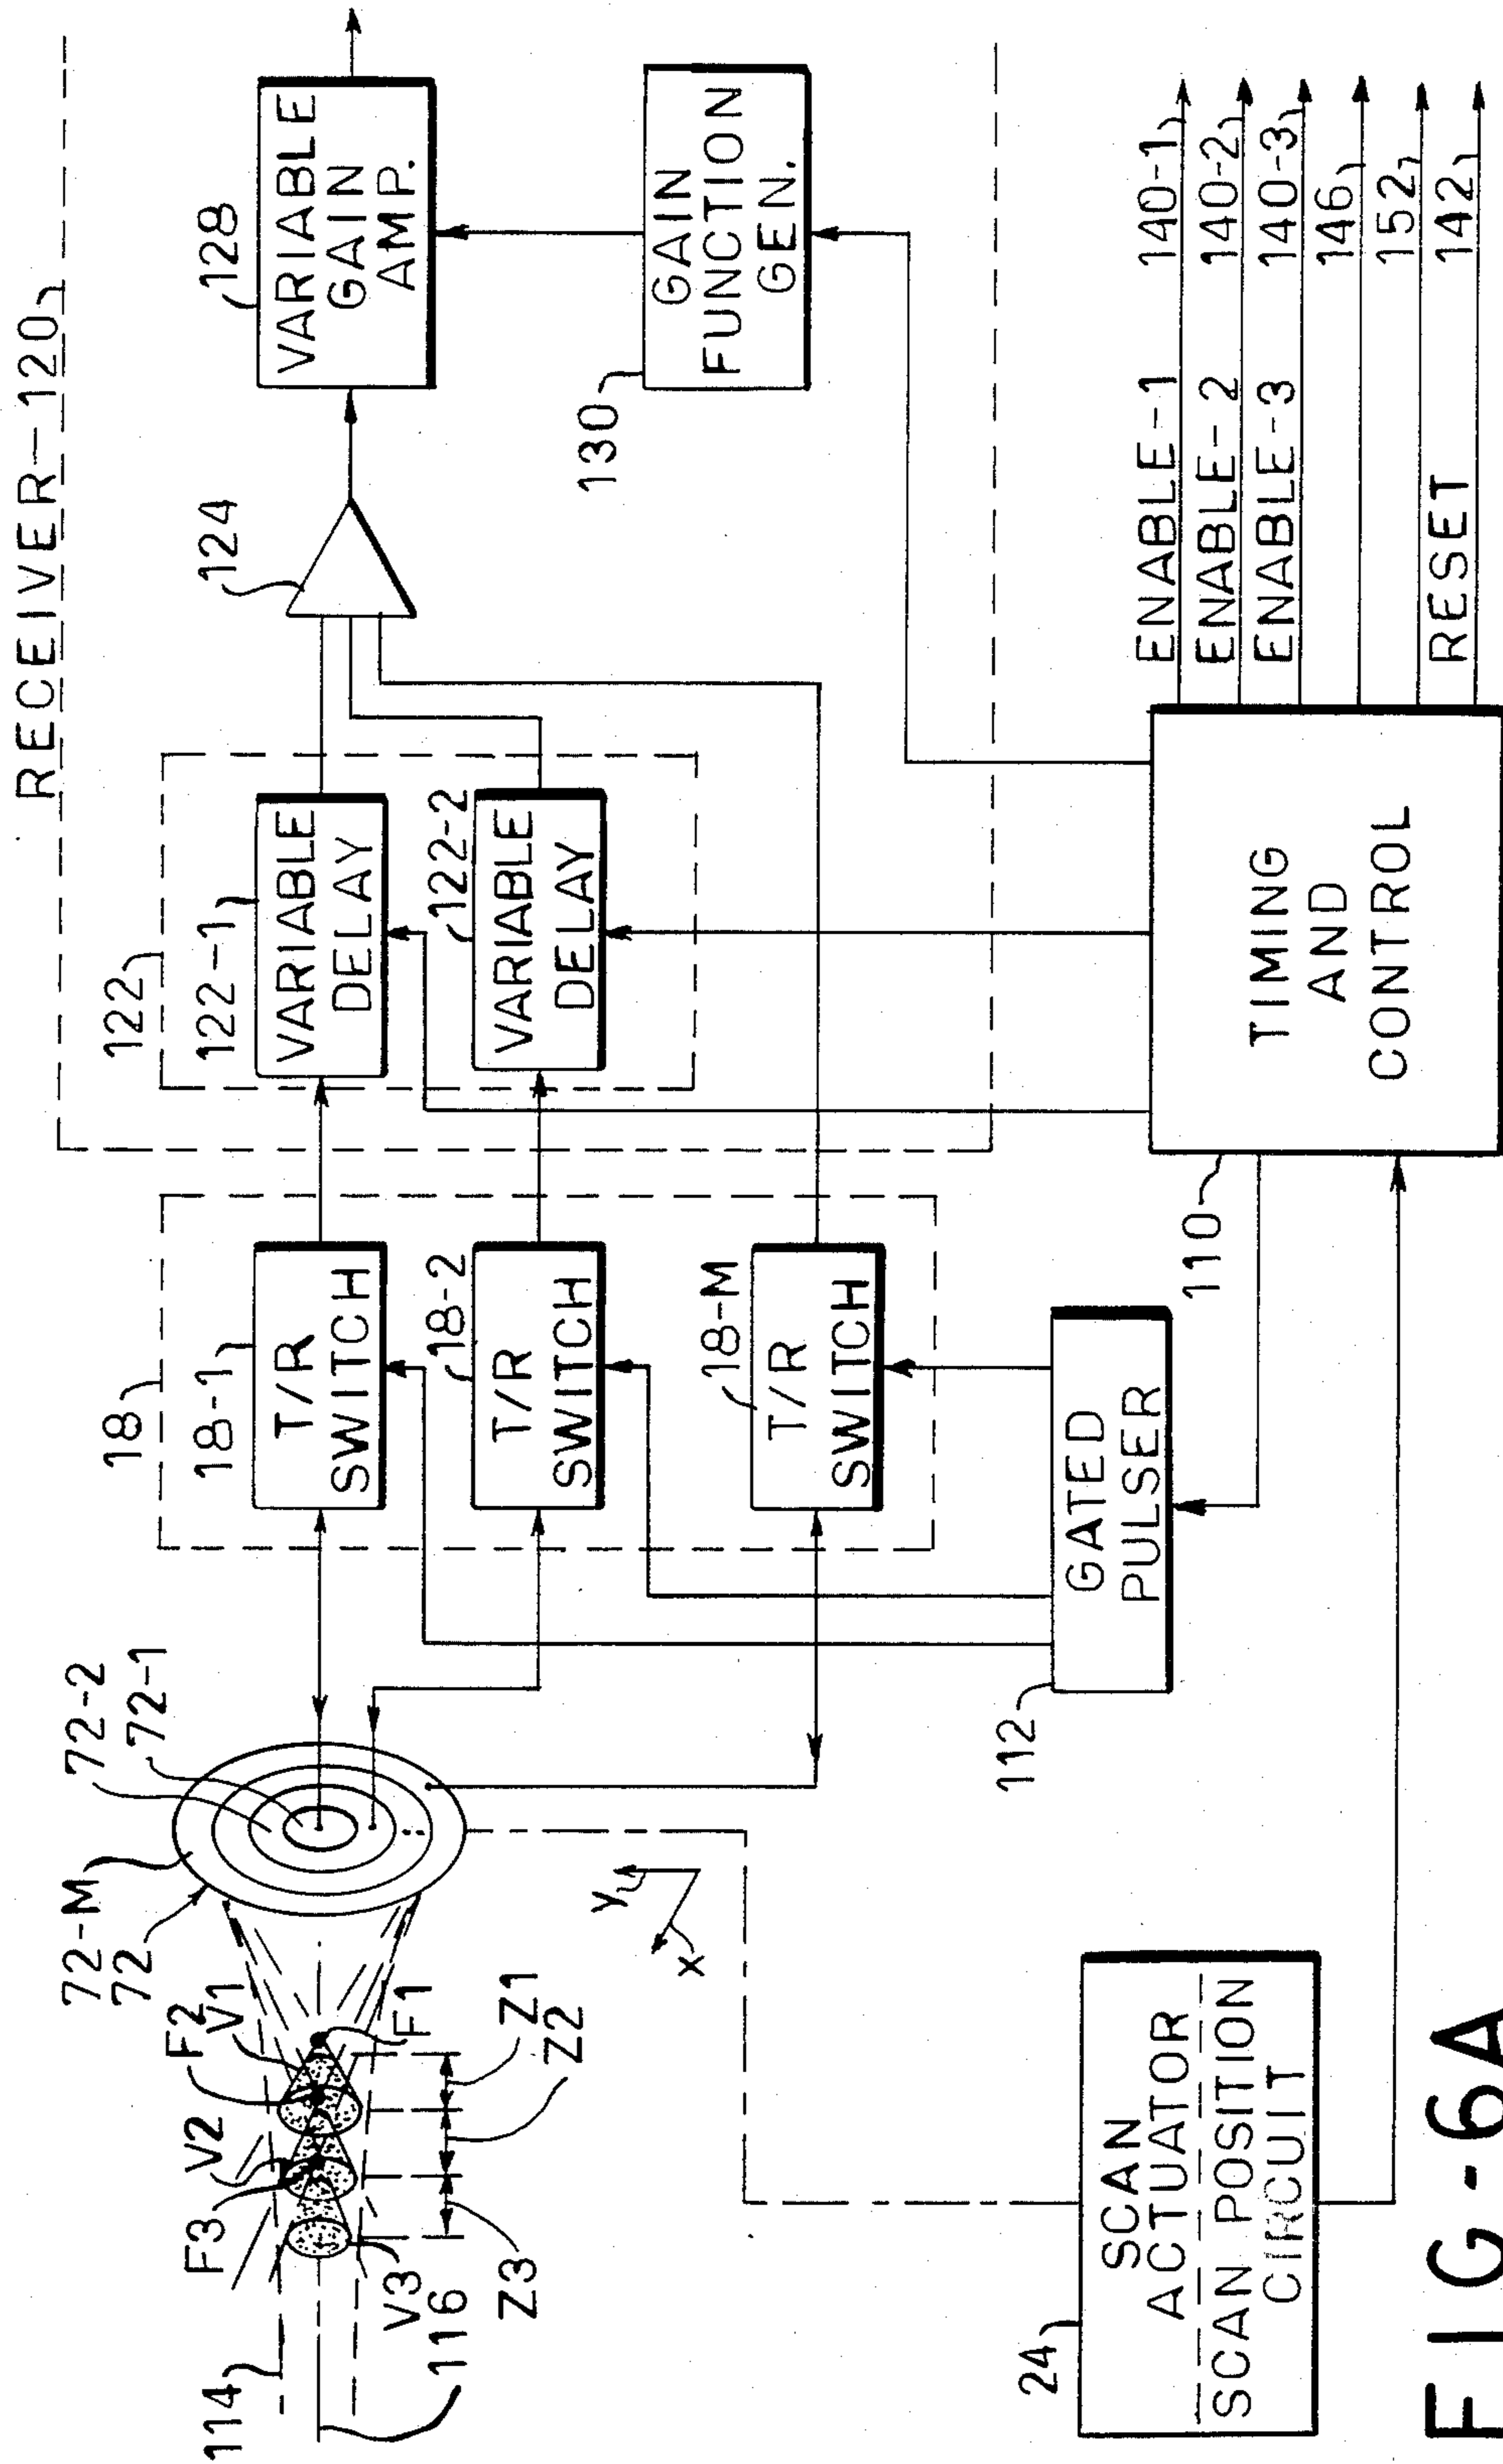 RECEIVER-120
122
122-1
VARIABLE
DELAY
122-2
VARIABLE
DELAY
124
128
VARIABLE
GAIN
AMP.
130
GAIN
FUNCTION
GEN.
18
18-1
T/R
SWITCH
18-2
T/R
SWITCH
18-M
T/R
SWITCH
72-M
72
72-2
72-1
F2
V1
V2
F3
F1
Z1
Z2
Z3
V3
116
114
y
x
112
GATED
PULSER
110
TIMING
AND
CONTROL
ENABLE-1 140-1
ENABLE-2 140-2
ENABLE-3 140-3
146
152
RESET 142
24
SCAN
ACTUATOR
SCAN POSITION
CIRCUIT
FIG-6A